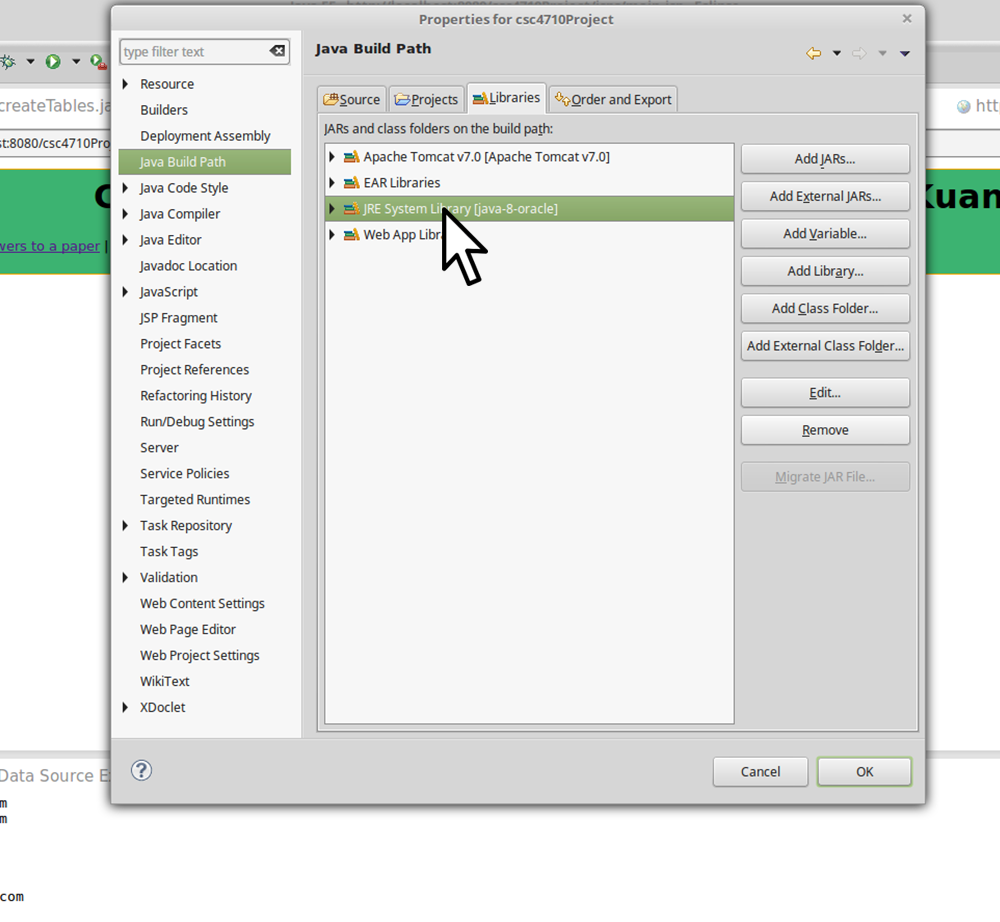 Properties for csc4710Project
type filter text
Resource
Builders
Deployment Assembly
Java Build Path
Java Code Style
Java Compiler
Java Editor
Javadoc Location
JavaScript
JSP Fragment
Project Facets
Project References
Refactoring History
Run/Debug Settings
Server
Service Policies
Targeted Runtimes
Task Repository
Task Tags
Validation
Web Content Settings
Web Page Editor
Web Project Settings
WikiText
XDoclet
Java Build Path
Source Projects Libraries Order and Export
JARs and class folders on the build path:
Apache Tomcat v7.0 [Apache Tomcat v7.0]
EAR Libraries
JRE System Library [java-8-oracle]
Web App Libr
Add JARs...
Add External JARs...
Add Variable...
Add Library...
Add Class Folder...
Add External Class Folder...
Edit...
Remove
Migrate JAR File...
Cancel OK
createTables.ja
htt
st:8080/csc4710Pro
Kuan
wers to a paper |
Data Source E
m
m
com